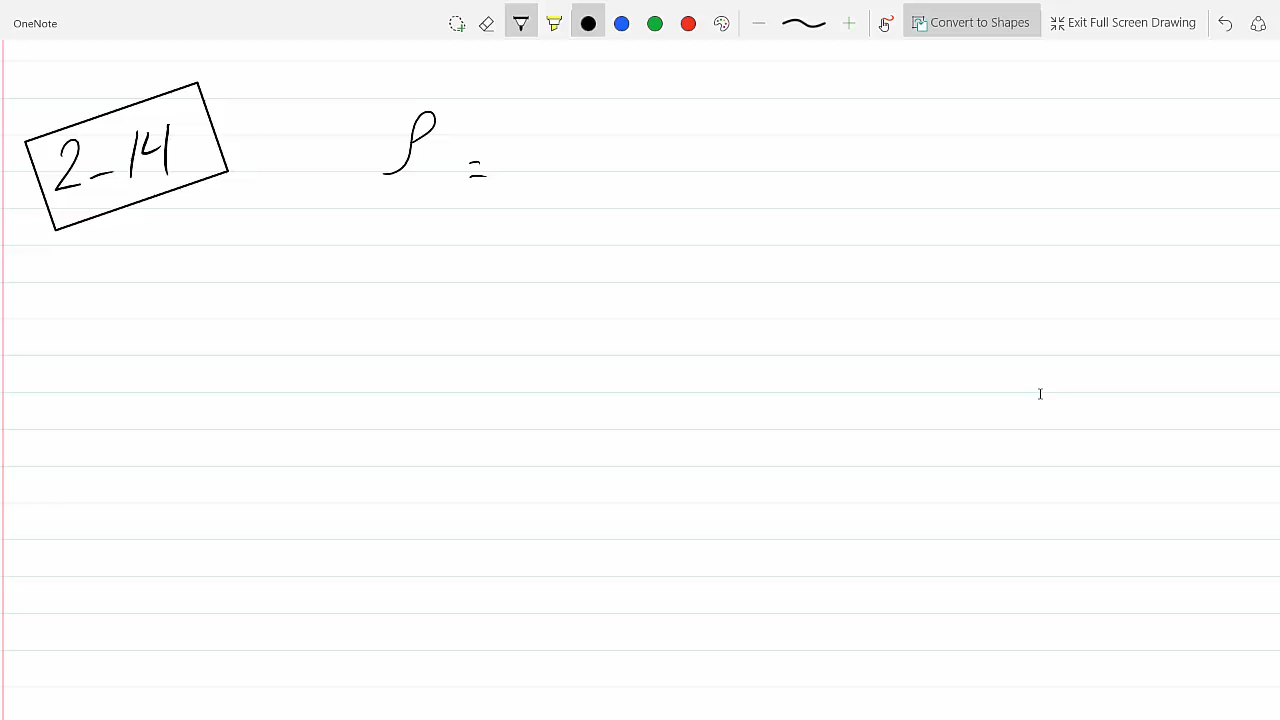 OneNote
Convert to Shapes
Exit Full Screen Drawing
2-14
ρ =